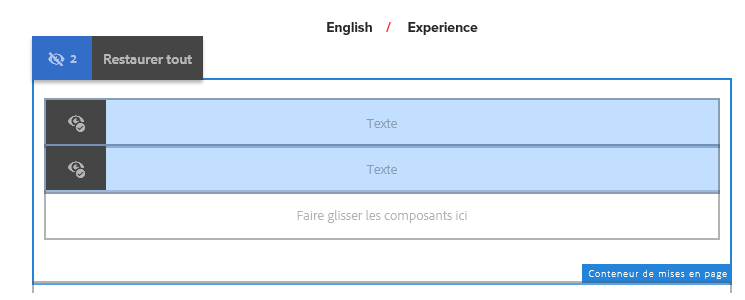 English / Experience
2 Restaurer tout
Texte
Texte
Faire glisser les composants ici
Conteneur de mises en page